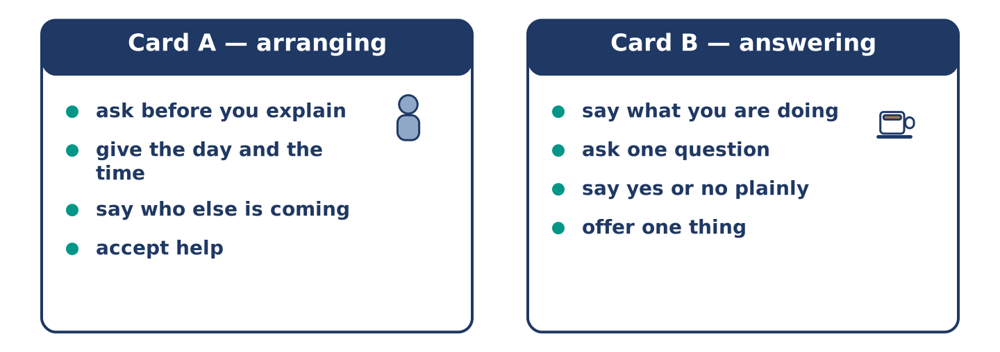 Card A — arranging
ask before you explain
give the day and the
time
say who else is coming
accept help
Card B — answering
say what you are doing
ask one question
say yes or no plainly
offer one thing